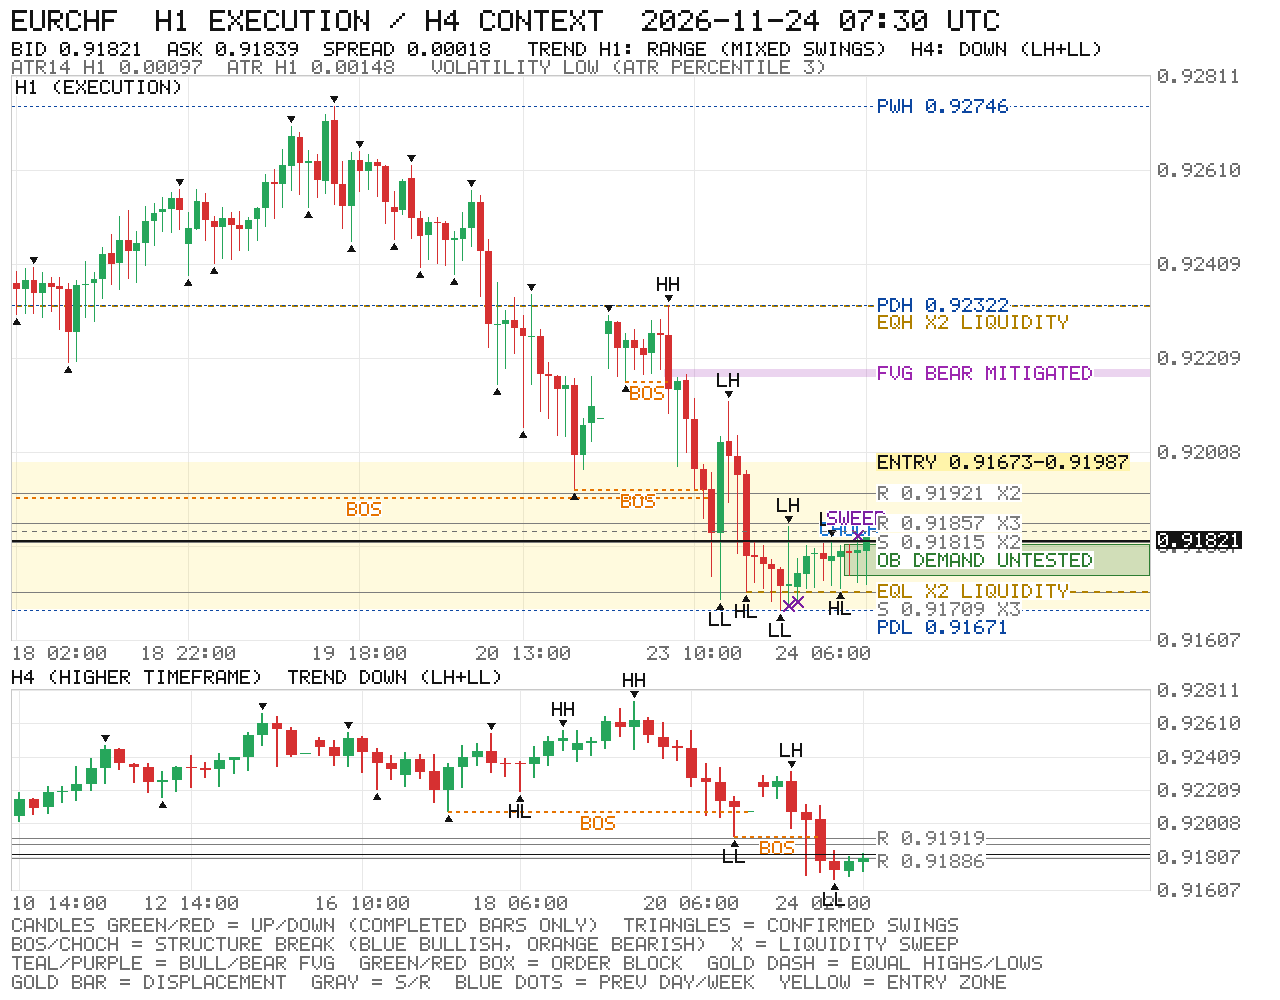 EURCHF  H1 EXECUTION / H4 CONTEXT  2026-11-24 07:30 UTC
BID 0.91821  ASK 0.91839  SPREAD 0.00018  TREND H1: RANGE (MIXED SWINGS)  H4: DOWN (LH+LL)
ATR14 H1 0.00097  ATR H1 0.00148  VOLATILITY LOW (ATR PERCENTILE 3)
H1 (EXECUTION)
0.92811
PWH 0.92746
0.92610
0.92409
HH
PDH 0.92322
EQH X2 LIQUIDITY
0.92209
FVG BEAR MITIGATED
LH
BOS
0.92008
ENTRY 0.91673-0.91987
R 0.91921 X2
BOS
BOS
LH
SWEEP
R 0.91857 X3
S 0.91815 X2
0.91821
OB DEMAND UNTESTED
EQL X2 LIQUIDITY
S 0.91709 X3
HL
HL
LL
LL
PDL 0.91671
0.91607
18 02:00  18 22:00  19 18:00  20 13:00  23 10:00  24 06:00
H4 (HIGHER TIMEFRAME)  TREND DOWN (LH+LL)
HH
0.92811
HH
0.92610
LH
0.92409
0.92209
HL
BOS
0.92008
R 0.91919
BOS
LL
0.91807
R 0.91886
0.91607
LL
10 14:00  12 14:00  16 10:00  18 06:00  20 06:00  24 02:00
CANDLES GREEN/RED = UP/DOWN (COMPLETED BARS ONLY)  TRIANGLES = CONFIRMED SWINGS
BOS/CHOCH = STRUCTURE BREAK (BLUE BULLISH, ORANGE BEARISH)  X = LIQUIDITY SWEEP
TEAL/PURPLE = BULL/BEAR FVG  GREEN/RED BOX = ORDER BLOCK  GOLD DASH = EQUAL HIGHS/LOWS
GOLD BAR = DISPLACEMENT  GRAY = S/R  BLUE DOTS = PREV DAY/WEEK  YELLOW = ENTRY ZONE